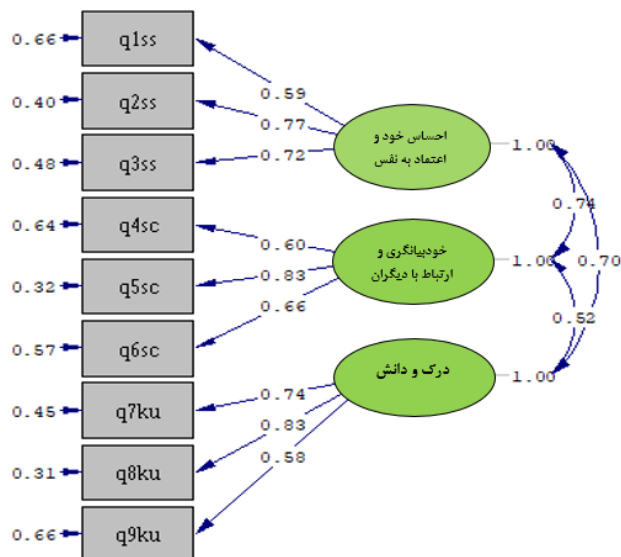 0.66 q1ss
0.59
0.40 q2ss
0.77
احساس خود و
اعتماد به نفس
1.00
0.48 q3ss
0.72
0.74
0.64 q4sc
0.60
خودبیانگری و
ارتباط با دیگران
1.00
0.70
0.32 q5sc
0.83
0.66
0.52
0.57 q6sc
درک و دانش
1.00
0.45 q7ku
0.74
0.83
0.31 q8ku
0.58
0.66 q9ku